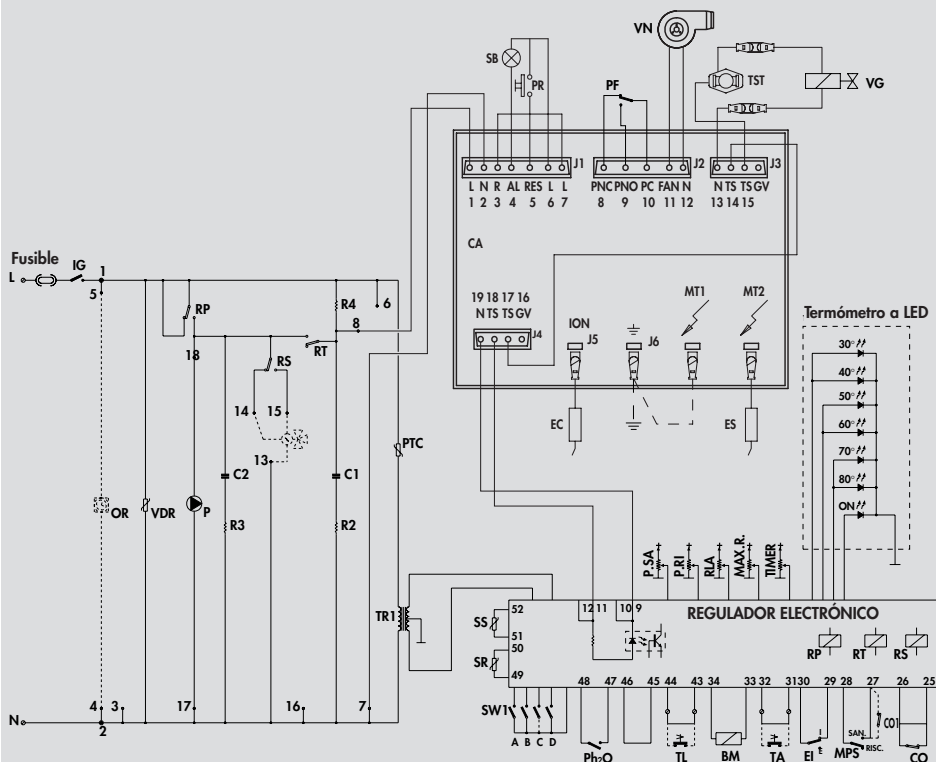 VN
SB
PR
PF
TST
VG
J1
J2
J3
L N R AL RES L L
1 2 3 4 5 6 7
PNC PNO PC FAN N
8 9 10 11 12
N TS TS GV
13 14 15
CA
19 18 17 16
N TS TS GV
J4
ION
J5
J6
MT1
MT2
EC
ES
Fusible
L
IG
1
5
RP
R4
6
8
18
RS
RT
14 15
13
PTC
C2
C1
OR
VDR
P
R3
R2
TR1
N
4
3
2
17
16
7
Termómetro a LED
30°
40°
50°
60°
70°
80°
ON
P.SA
P.RI
RLA
MAX.R.
TIMER
REGULADOR ELECTRÓNICO
52
SS
51
50
SR
49
12 11 10 9
RP
RT
RS
48 47 46 45 44 43 34 33 32 31 30 29 28 27 26 25
SW1
A B C D
Ph2O
TL
BM
TA
EI
t
SAN.
MPS
RISC.
CO1
CO